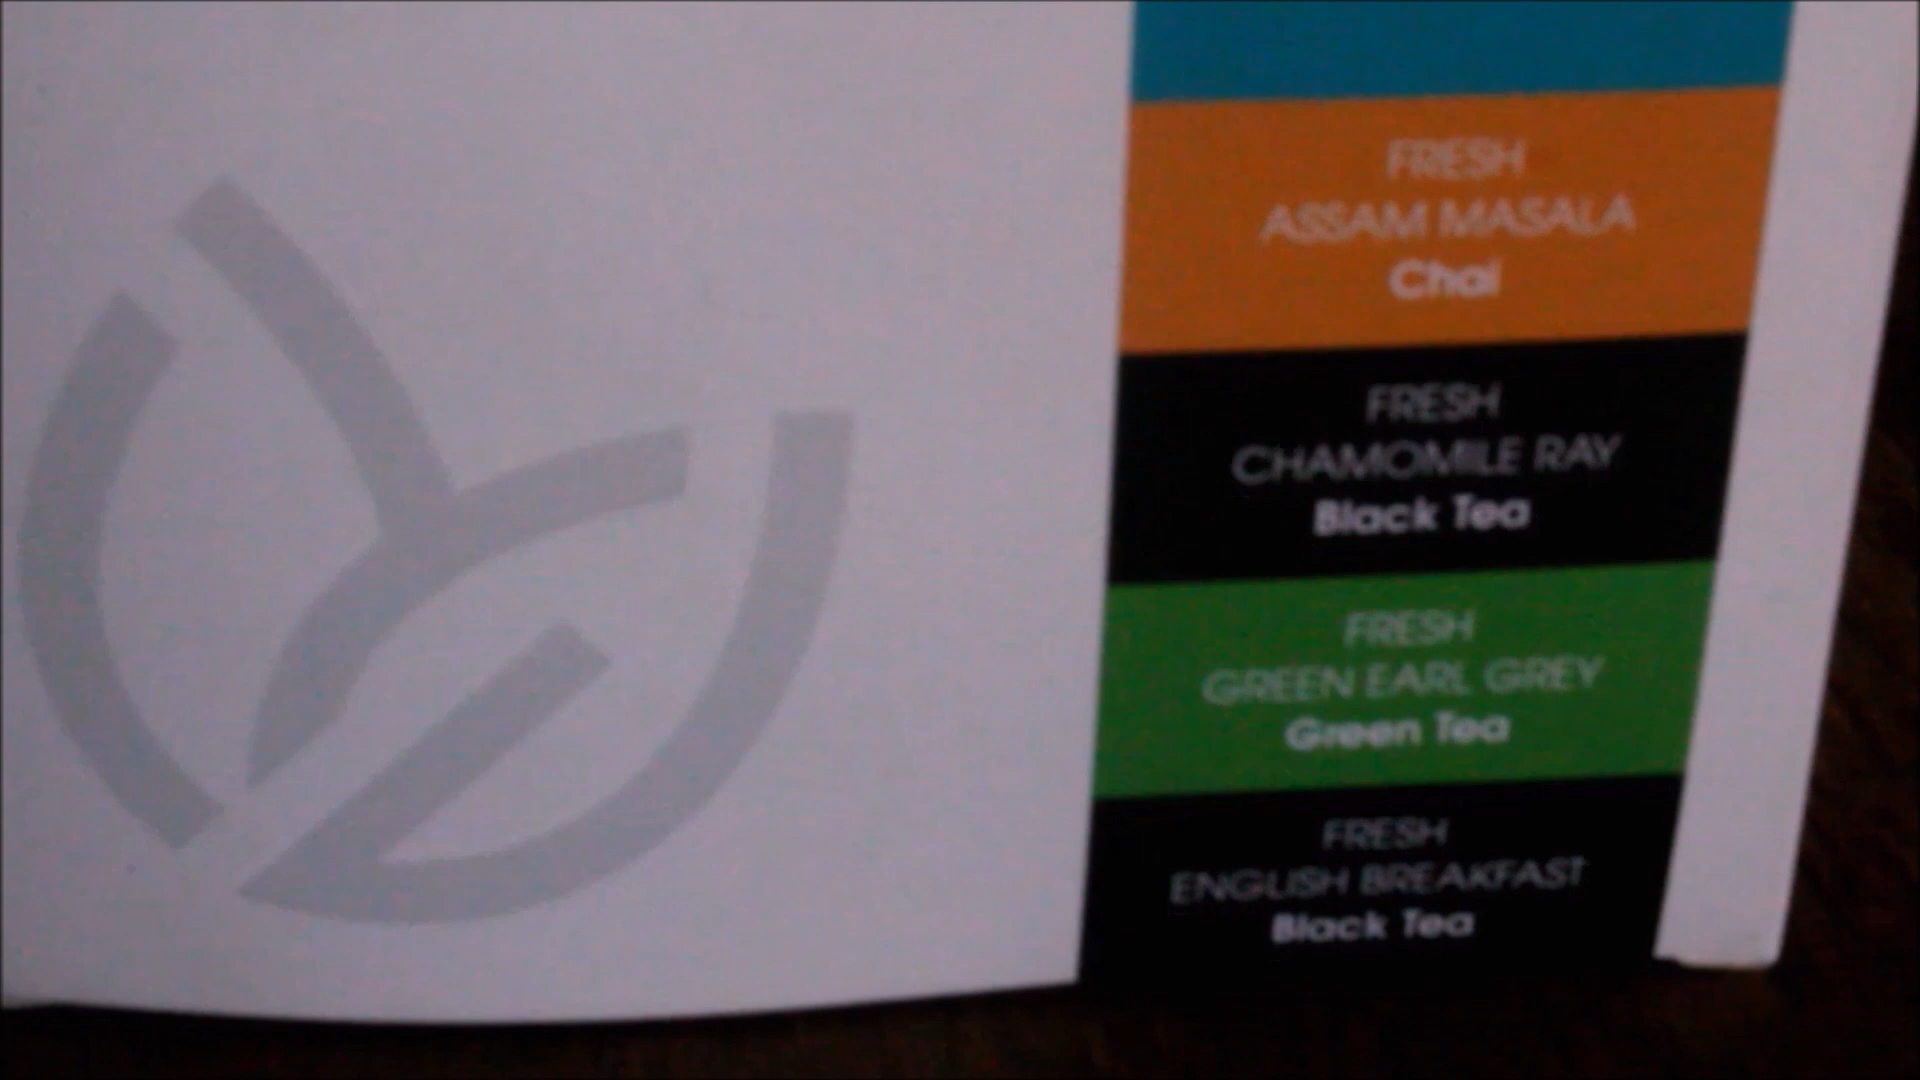 FRESH
ASSAM MASALA
Chai
FRESH
CHAMOMILE RAY
Black Tea
FRESH
GREEN EARL GREY
Green Tea
FRESH
ENGLISH BREAKFAST
Black Tea